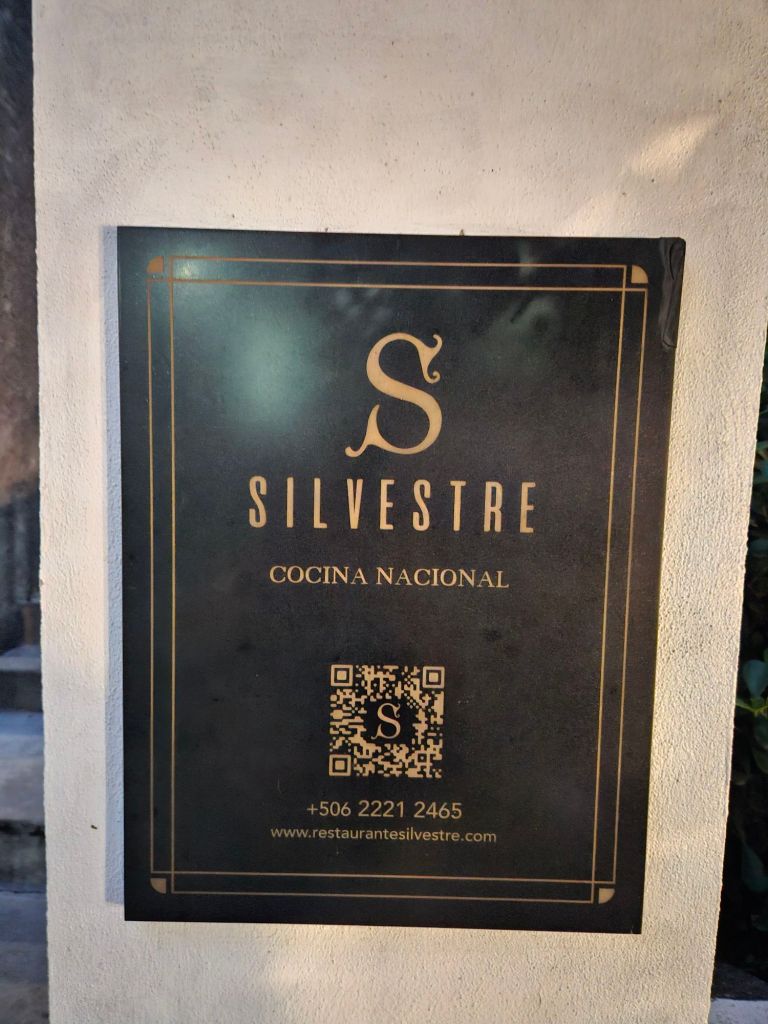 S
SILVESTRE
COCINA NACIONAL
S
+506 2221 2465
www.restaurantesilvestre.com